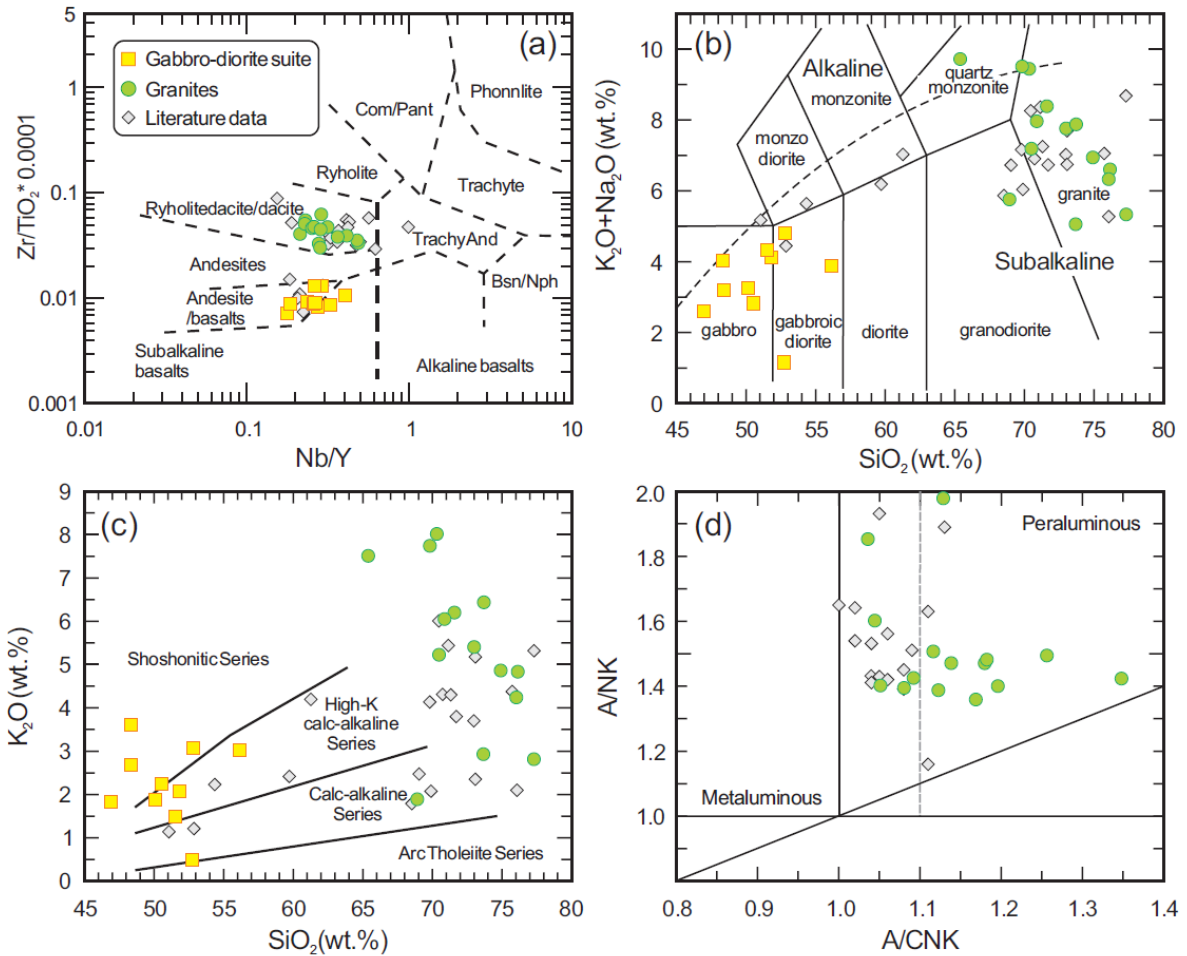 (a)
Gabbro-diorite suite
Granites
Literature data
Com/Pant
Phonnlite
Ryholite
Trachyte
Ryholitedacite/dacite
TrachyAnd
Andesites
Bsn/Nph
Andesite
/basalts
Subalkaline
basalts
Alkaline basalts
5
1
0.1
0.01
0.001
Zr/TiO2* 0.0001
0.01
0.1
1
10
Nb/Y
(b)
Alkaline
monzonite
quartz
monzonite
monzo
diorite
granite
Subalkaline
gabbro
gabbroic
diorite
diorite
granodiorite
10
8
6
4
2
0
K2O+Na2O (wt.%)
45 50 55 60 65 70 75 80
SiO2(wt.%)
(c)
Shoshonitic Series
High-K
calc-alkaline
Series
Calc-alkaline
Series
Arc Tholeiite Series
9
8
7
6
5
4
3
2
1
0
K2O (wt.%)
45 50 55 60 65 70 75 80
SiO2(wt.%)
(d)
Peraluminous
Metaluminous
2.0
1.8
1.6
1.4
1.2
1.0
A/NK
0.8 1.0 1.1 1.2 1.3 1.4
A/CNK